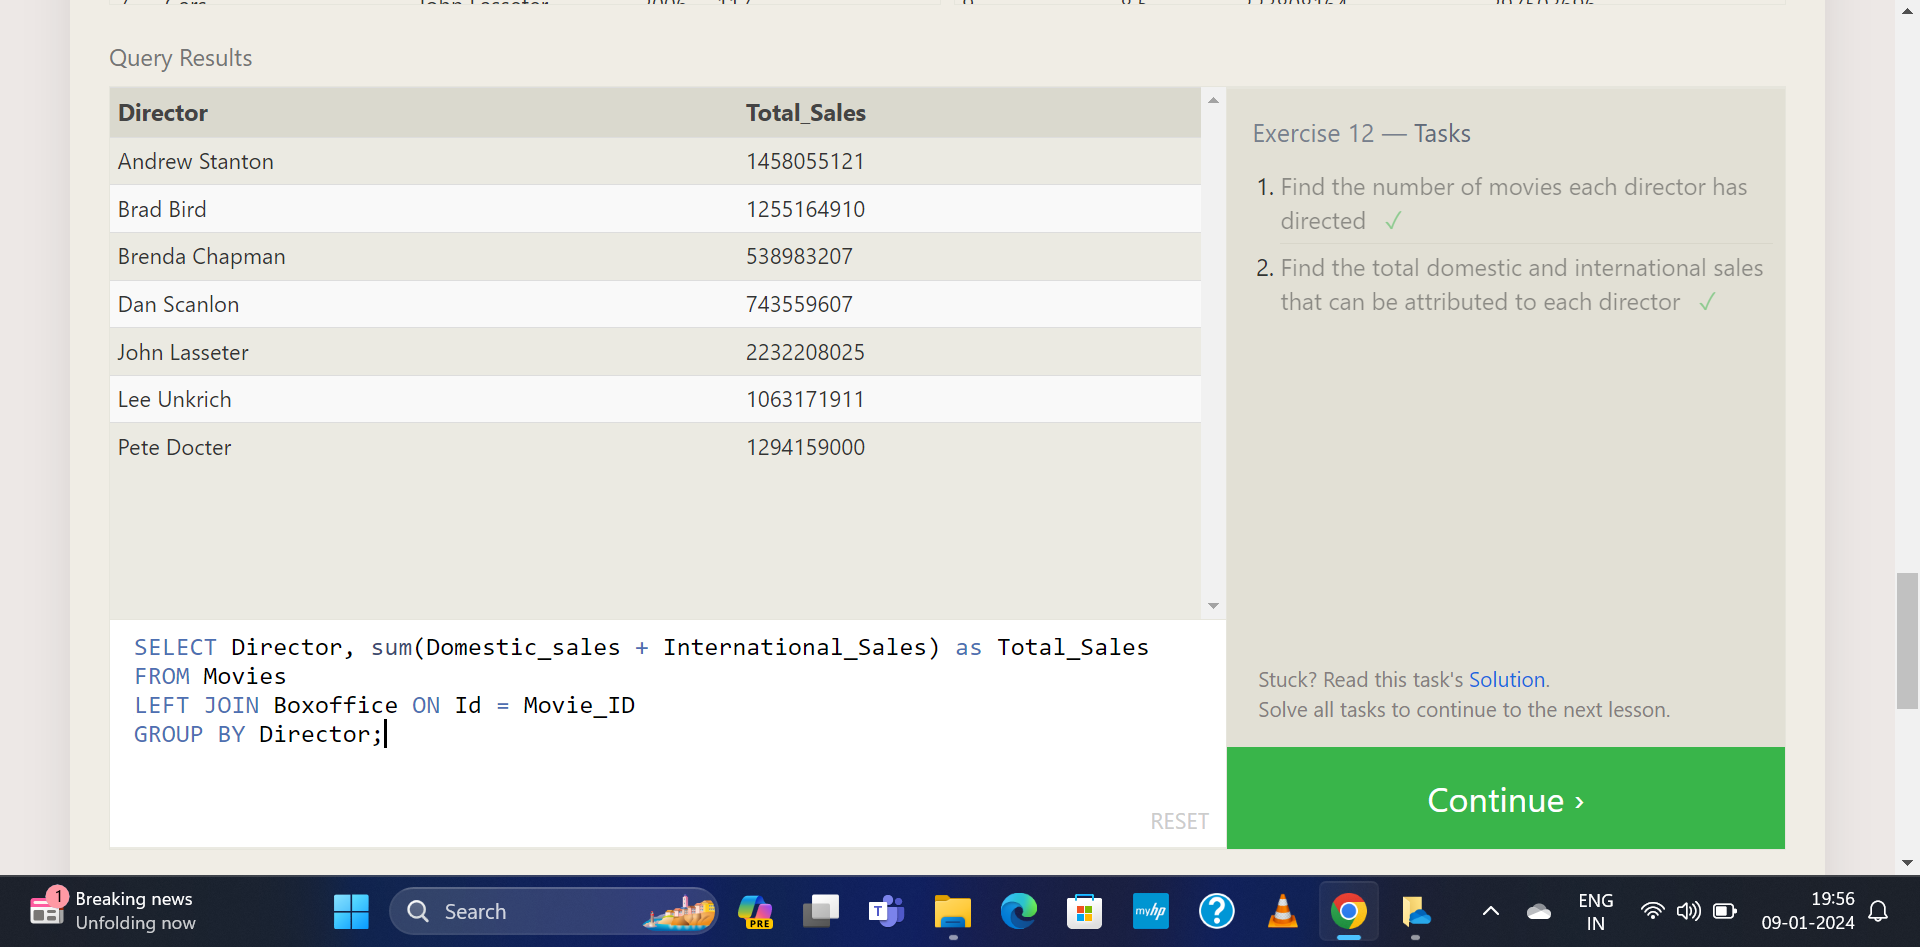 Query Results
Director Total_Sales
Andrew Stanton 1458055121
Brad Bird 1255164910
Brenda Chapman 538983207
Dan Scanlon 743559607
John Lasseter 2232208025
Lee Unkrich 1063171911
Pete Docter 1294159000
Exercise 12 — Tasks
1. Find the number of movies each director has
directed ✓
2. Find the total domestic and international sales
that can be attributed to each director ✓
SELECT Director, sum(Domestic_sales + International_Sales) as Total_Sales
FROM Movies
LEFT JOIN Boxoffice ON Id = Movie_ID
GROUP BY Director;
RESET
Stuck? Read this task's Solution.
Solve all tasks to continue to the next lesson.
Continue ›
1
Breaking news
Unfolding now
Search
PRE
T
myhp
?
ENG
IN
19:56
09-01-2024